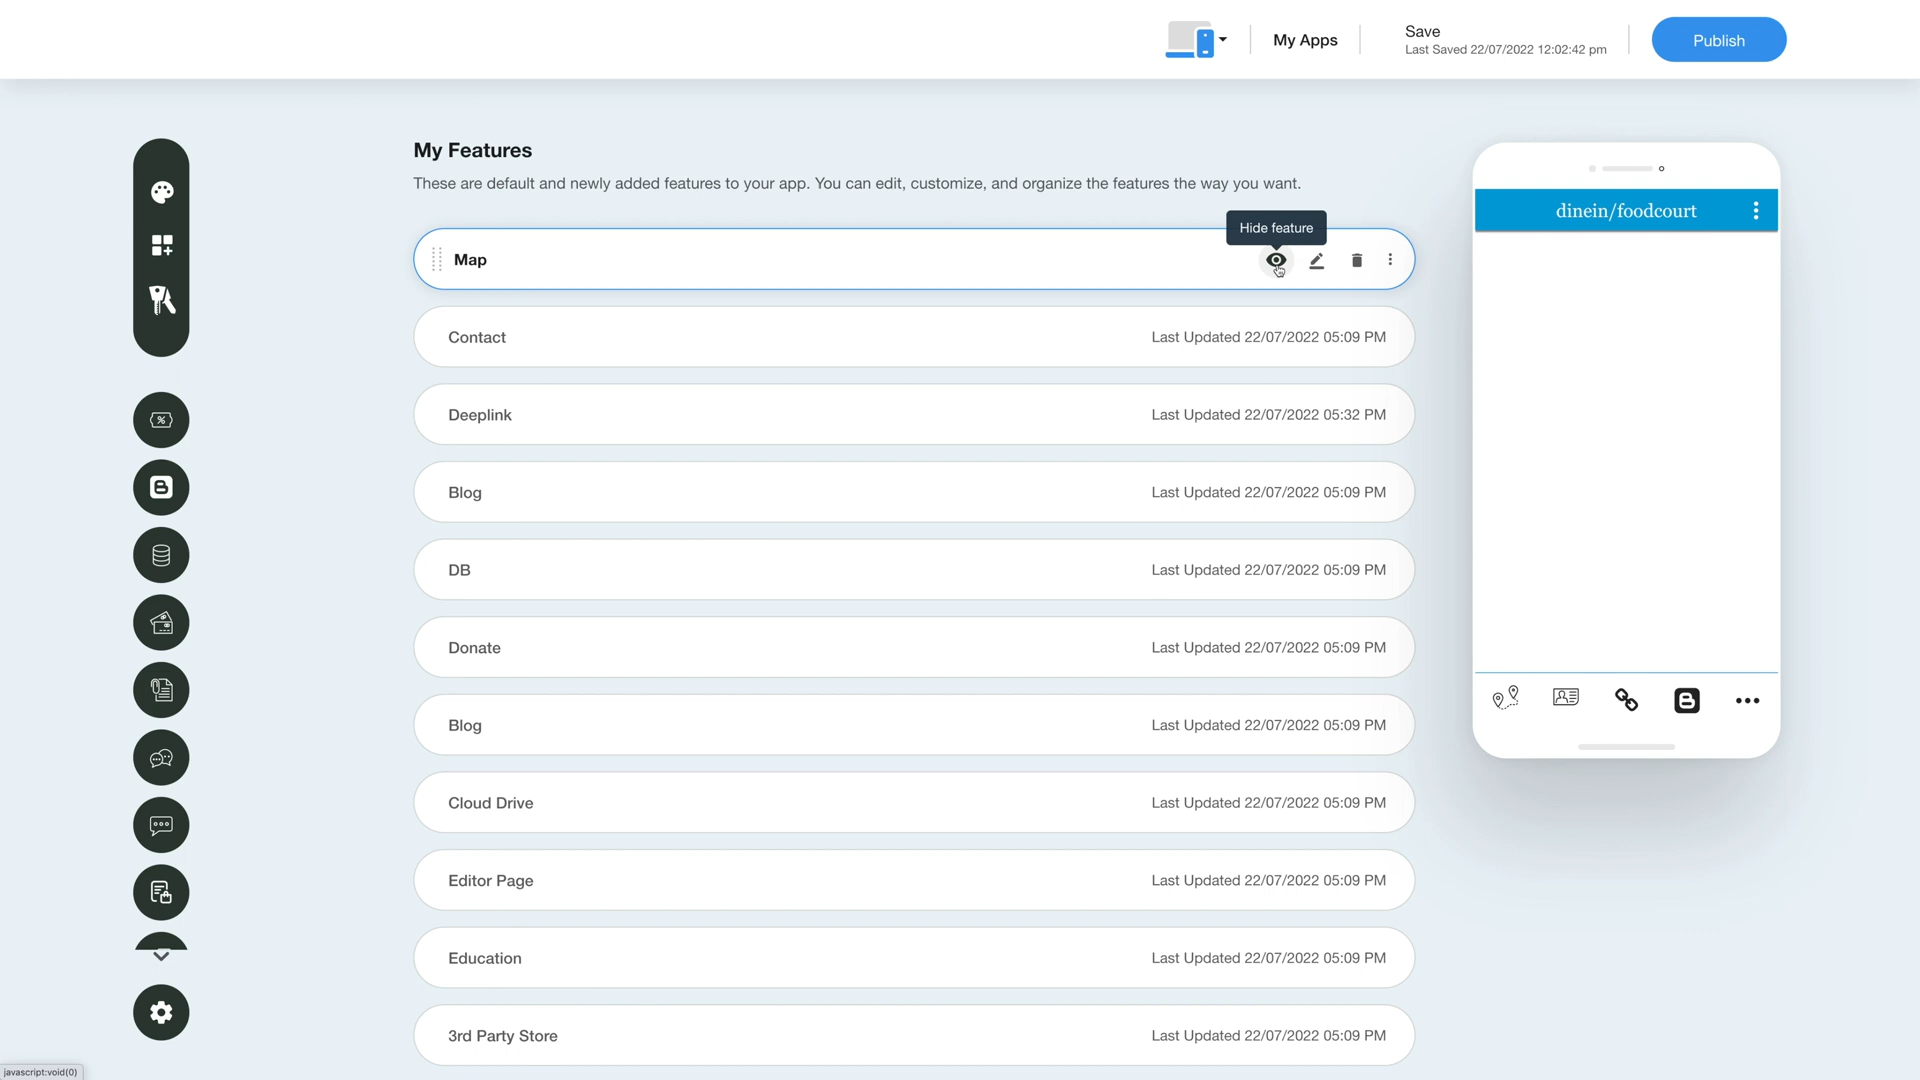 My Apps
Save
Last Saved 22/07/2022 12:02:42 pm
Publish
My Features
These are default and newly added features to your app. You can edit, customize, and organize the features the way you want.
Hide feature
Map
Contact Last Updated 22/07/2022 05:09 PM
Deeplink Last Updated 22/07/2022 05:32 PM
Blog Last Updated 22/07/2022 05:09 PM
DB Last Updated 22/07/2022 05:09 PM
Donate Last Updated 22/07/2022 05:09 PM
Blog Last Updated 22/07/2022 05:09 PM
Cloud Drive Last Updated 22/07/2022 05:09 PM
Editor Page Last Updated 22/07/2022 05:09 PM
Education Last Updated 22/07/2022 05:09 PM
3rd Party Store Last Updated 22/07/2022 05:09 PM
dinein/foodcourt
javascript:void(0)